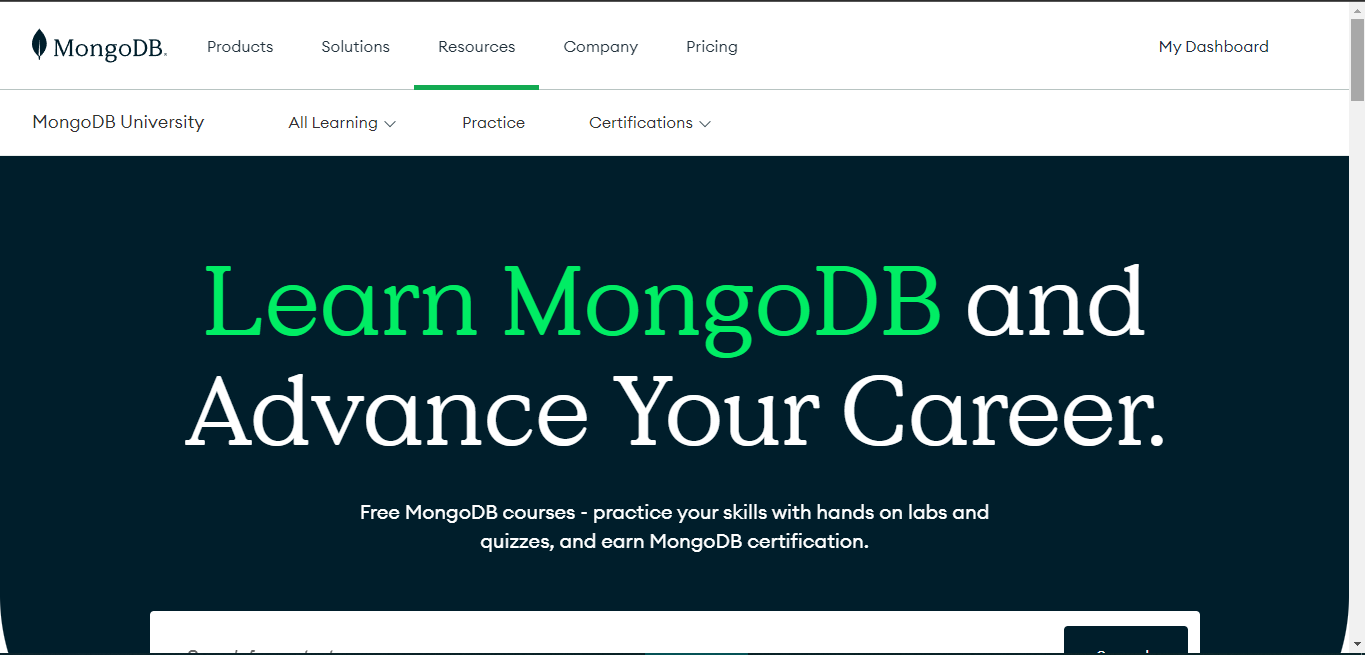 MongoDB.
Products Solutions Resources Company Pricing My Dashboard
MongoDB University All Learning Practice Certifications
Learn MongoDB and
Advance Your Career.
Free MongoDB courses - practice your skills with hands on labs and
quizzes, and earn MongoDB certification.